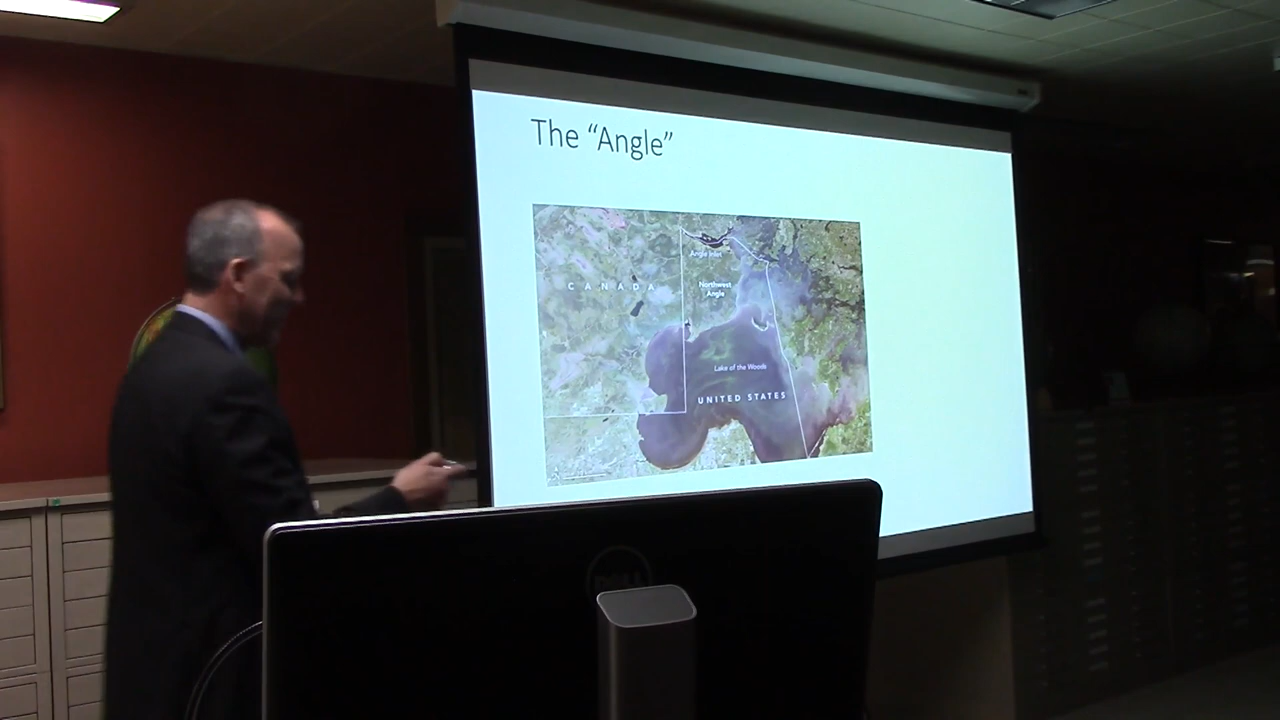 The “Angle”
Angle Inlet
CANADA
Northwest
Angle
Lake of the Woods
UNITED STATES
DELL